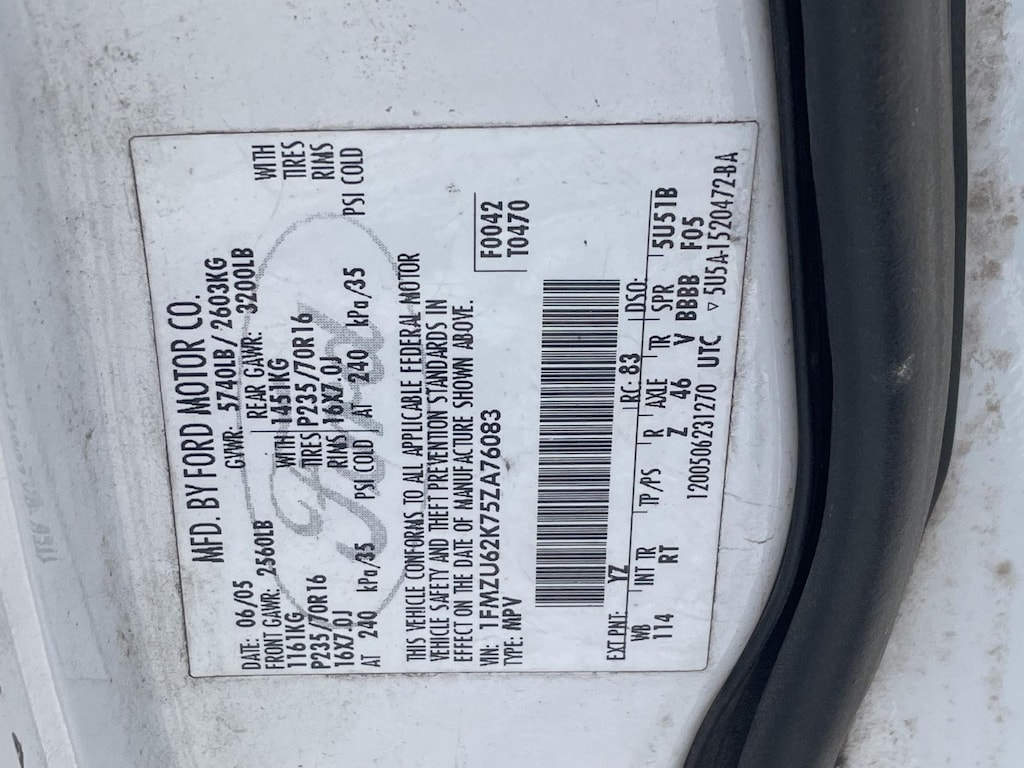 MFD. BY FORD MOTOR CO.
DATE: 06/05 GVWR: 5740LB/2603KG
FRONT GAWR: 2560LB REAR GAWR: 3200LB
1161KG WITH 1451KG WITH
P235/70R16 TIRES P235/70R16 TIRES
16X7.0J RIMS 16X7.0J RIMS
AT 240 kPa/35 PSI COLD AT 240 kPa/35 PSI COLD
THIS VEHICLE CONFORMS TO ALL APPLICABLE FEDERAL MOTOR
VEHICLE SAFETY AND THEFT PREVENTION STANDARDS IN
EFFECT ON THE DATE OF MANUFACTURE SHOWN ABOVE.
VIN: 1FMZU62K75ZA76083
TYPE: MPV
F0042
T0470
EXT PNT: YZ RC: 83 DSO:
WB INT TR TP/PS R AXLE TR SPR 5U51B
114 RT Z 46 V BBBB F05
1200506231270 UTC ▽ 5U5A-1520472-BA
Ford